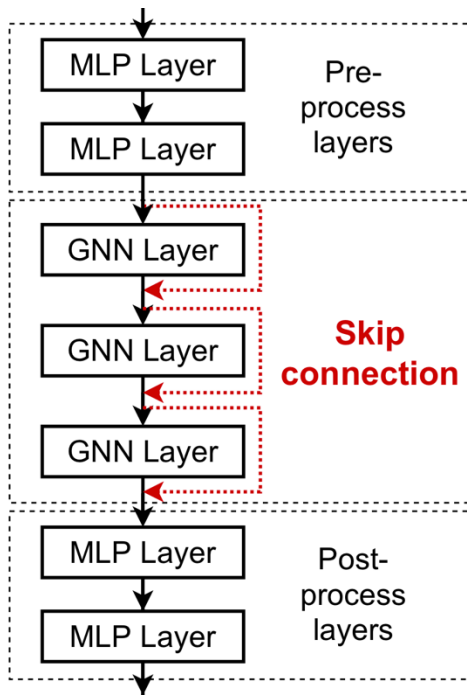 MLP Layer
MLP Layer
Pre-
process
layers
GNN Layer
GNN Layer
GNN Layer
Skip
connection
MLP Layer
MLP Layer
Post-
process
layers